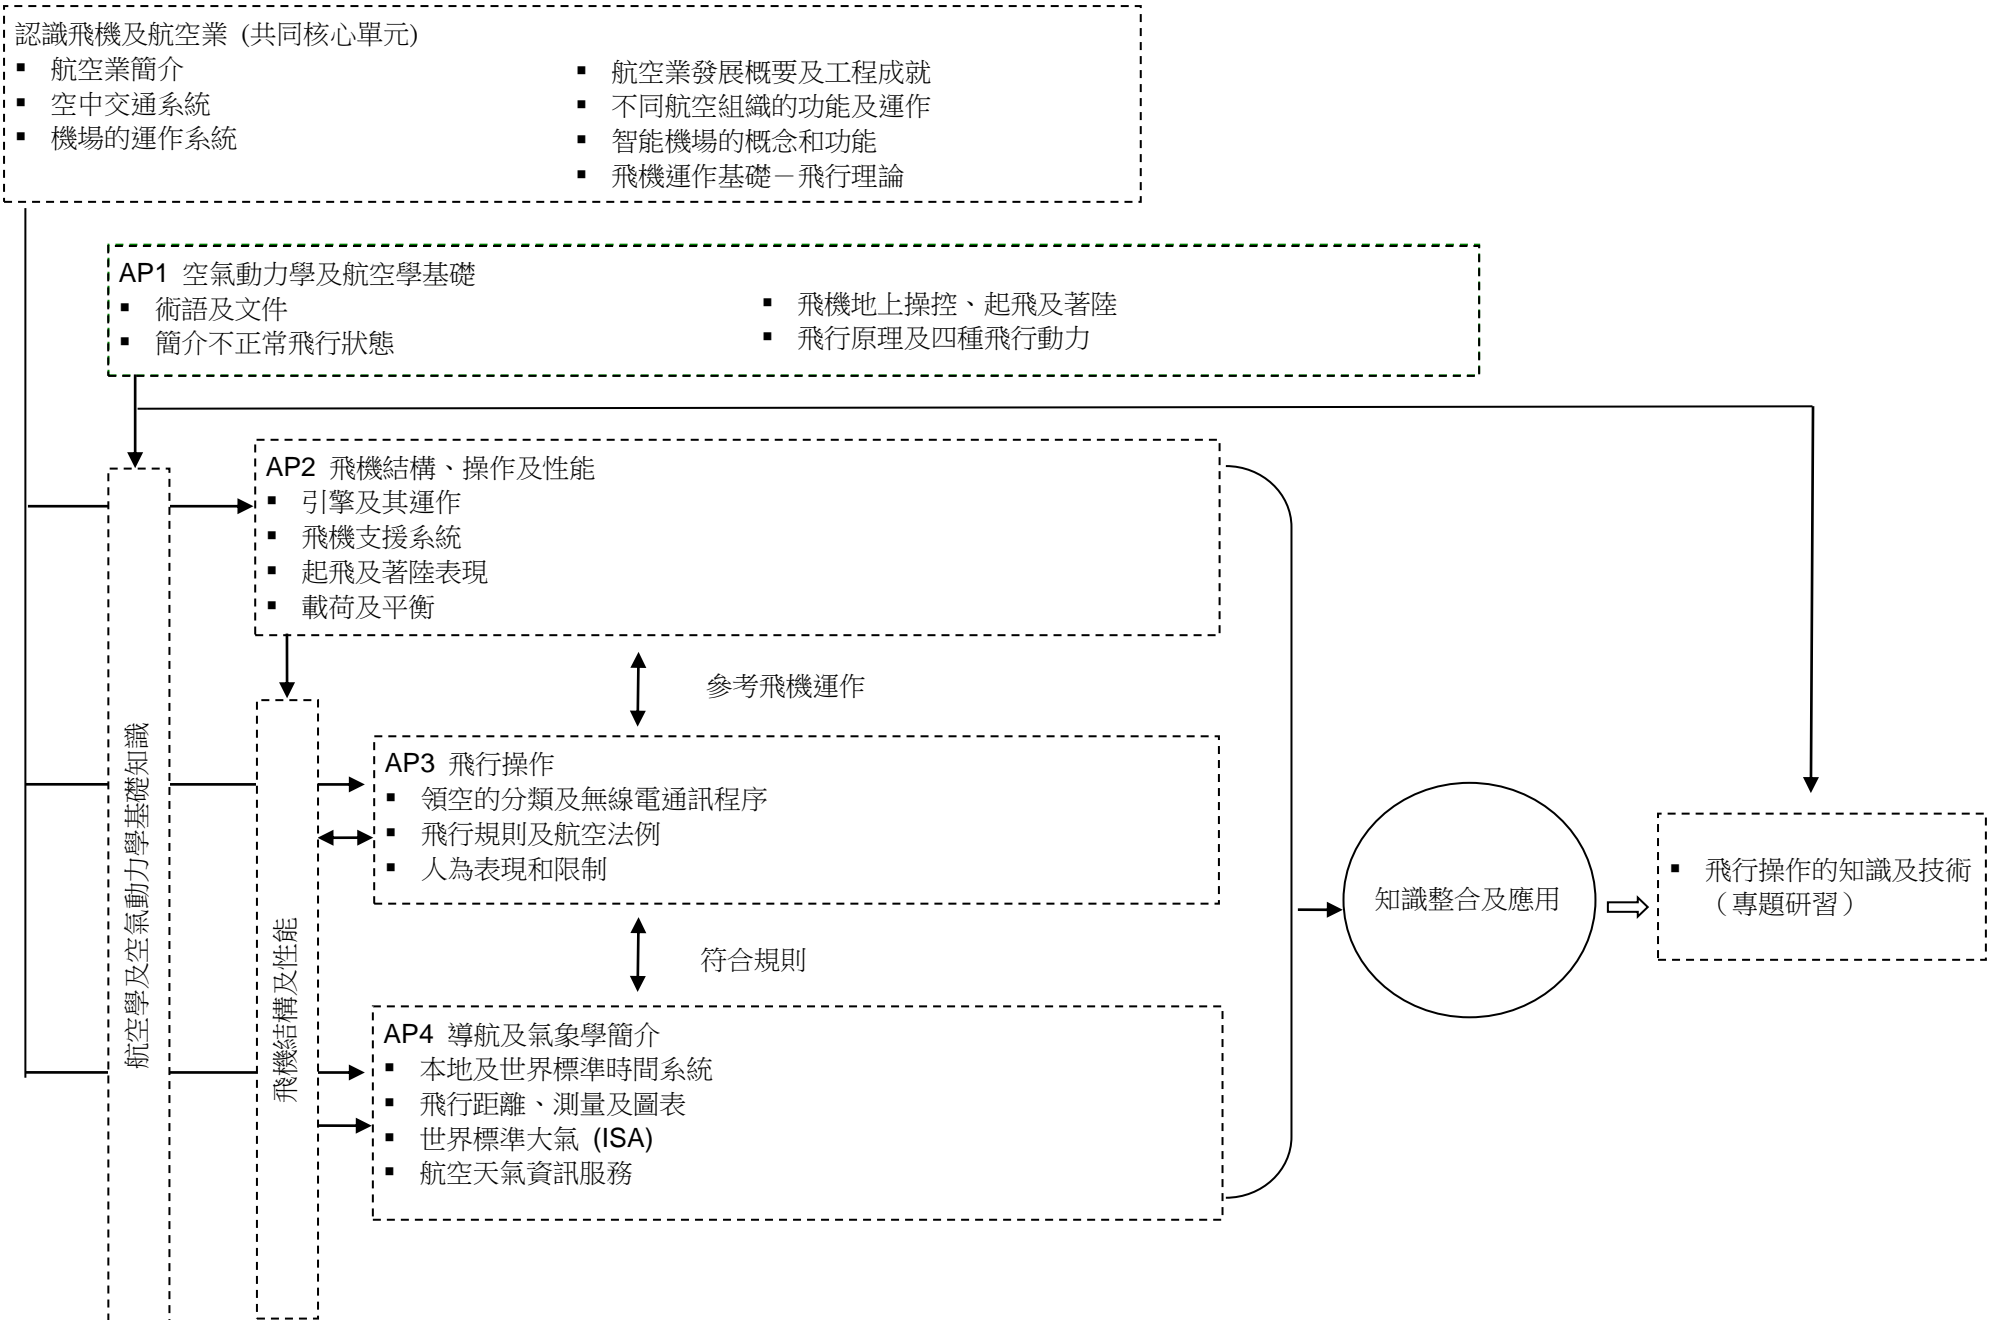 認識飛機及航空業 (共同核心單元)
▪ 航空業簡介
▪ 空中交通系統
▪ 機場的運作系統
▪ 航空業發展概要及工程成就
▪ 不同航空組織的功能及運作
▪ 智能機場的概念和功能
▪ 飛機運作基礎－飛行理論
AP1 空氣動力學及航空學基礎
▪ 術語及文件
▪ 簡介不正常飛行狀態
▪ 飛機地上操控、起飛及著陸
▪ 飛行原理及四種飛行動力
航空學及空氣動力學基礎知識
AP2 飛機結構、操作及性能
▪ 引擎及其運作
▪ 飛機支援系統
▪ 起飛及著陸表現
▪ 載荷及平衡
參考飛機運作
飛機結構及性能
AP3 飛行操作
▪ 領空的分類及無線電通訊程序
▪ 飛行規則及航空法例
▪ 人為表現和限制
符合規則
AP4 導航及氣象學簡介
▪ 本地及世界標準時間系統
▪ 飛行距離、測量及圖表
▪ 世界標準大氣 (ISA)
▪ 航空天氣資訊服務
知識整合及應用
▪ 飛行操作的知識及技術
（專題研習）